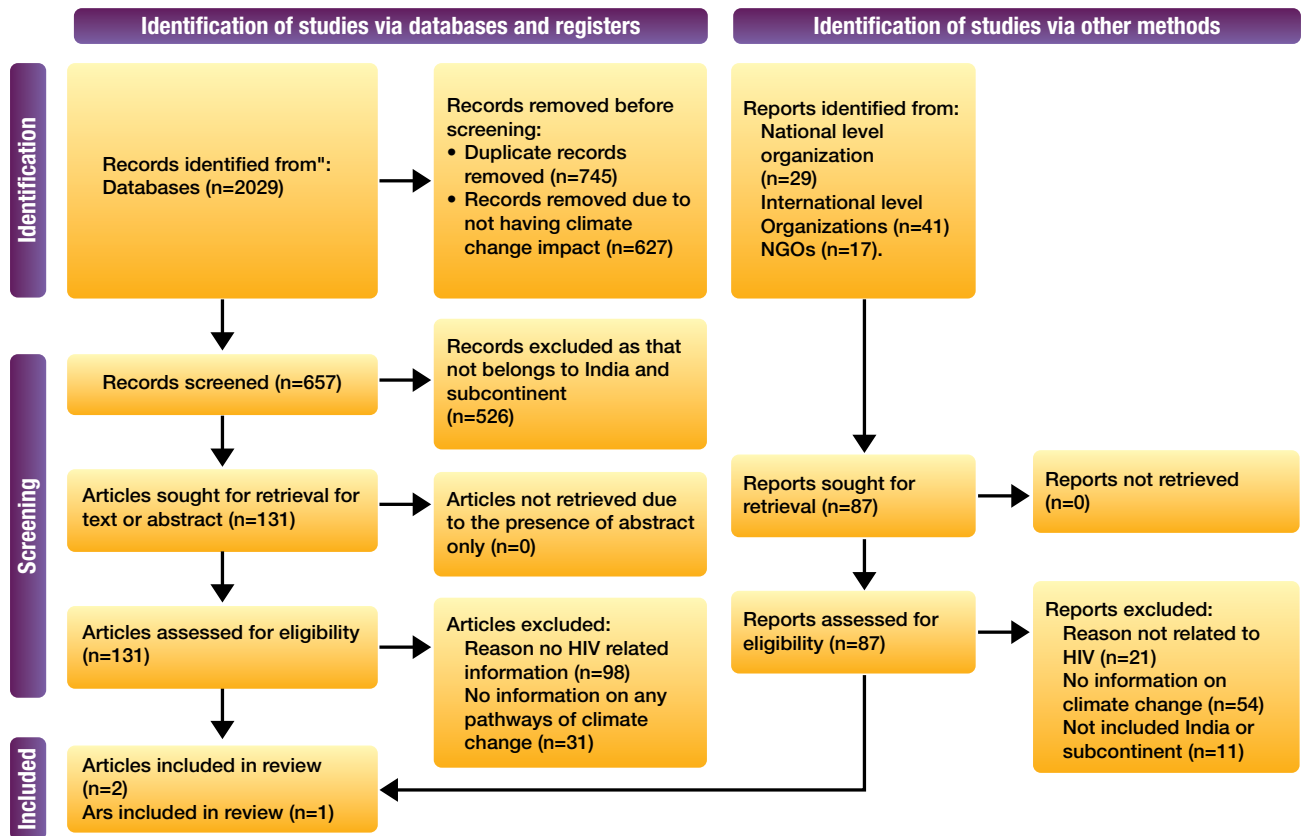 Identification of studies via databases and registers
Identification of studies via other methods
Identification
Records identified from":
Databases (n=2029)
Records removed before
screening:
• Duplicate records
removed (n=745)
• Records removed due to
not having climate
change impact (n=627)
Reports identified from:
National level
organization
(n=29)
International level
Organizations (n=41)
NGOs (n=17).
Screening
Records screened (n=657)
Records excluded as that
not belongs to India and
subcontinent
(n=526)
Articles sought for retrieval for
text or abstract (n=131)
Articles not retrieved due
to the presence of abstract
only (n=0)
Reports sought for
retrieval (n=87)
Reports not retrieved
(n=0)
Articles assessed for eligibility
(n=131)
Articles excluded:
Reason no HIV related
information (n=98)
No information on any
pathways of climate
change (n=31)
Reports assessed for
eligibility (n=87)
Reports excluded:
Reason not related to
HIV (n=21)
No information on
climate change (n=54)
Not included India or
subcontinent (n=11)
Included
Articles included in review
(n=2)
Ars included in review (n=1)